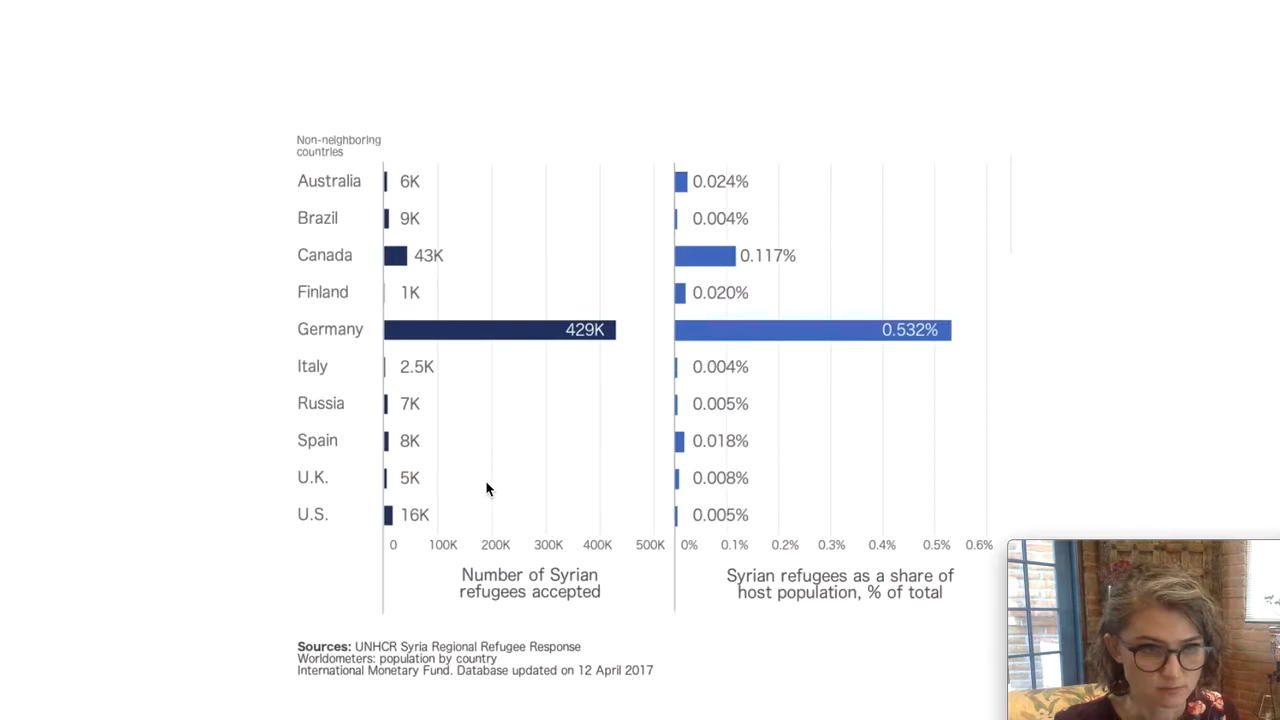 Non-neighboring
countries
Australia 6K 0.024%
Brazil 9K 0.004%
Canada 43K 0.117%
Finland 1K 0.020%
Germany 429K 0.532%
Italy 2.5K 0.004%
Russia 7K 0.005%
Spain 8K 0.018%
U.K. 5K 0.008%
U.S. 16K 0.005%
0 100K 200K 300K 400K 500K 0% 0.1% 0.2% 0.3% 0.4% 0.5% 0.6%
Number of Syrian
refugees accepted
Syrian refugees as a share of
host population, % of total
Sources: UNHCR Syria Regional Refugee Response
Worldometers: population by country
International Monetary Fund. Database updated on 12 April 2017